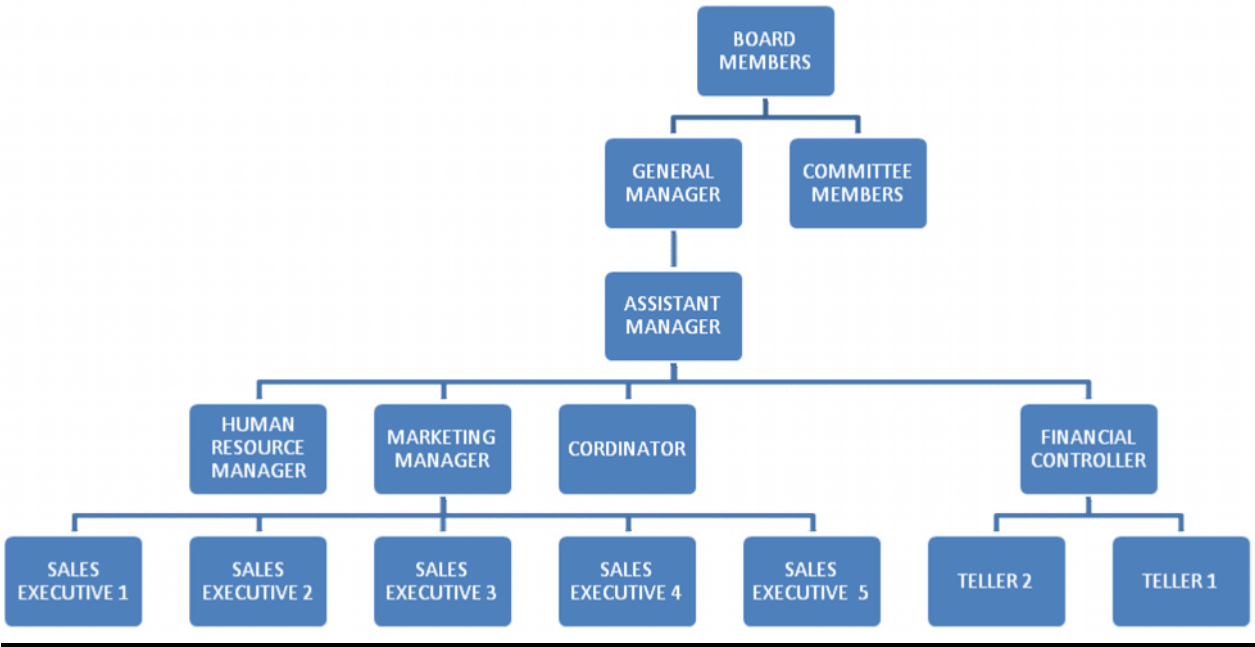 BOARD
MEMBERS
GENERAL
MANAGER
COMMITTEE
MEMBERS
ASSISTANT
MANAGER
HUMAN
RESOURCE
MANAGER
MARKETING
MANAGER
CORDINATOR
FINANCIAL
CONTROLLER
SALES
EXECUTIVE 1
SALES
EXECUTIVE 2
SALES
EXECUTIVE 3
SALES
EXECUTIVE 4
SALES
EXECUTIVE 5
TELLER 2
TELLER 1